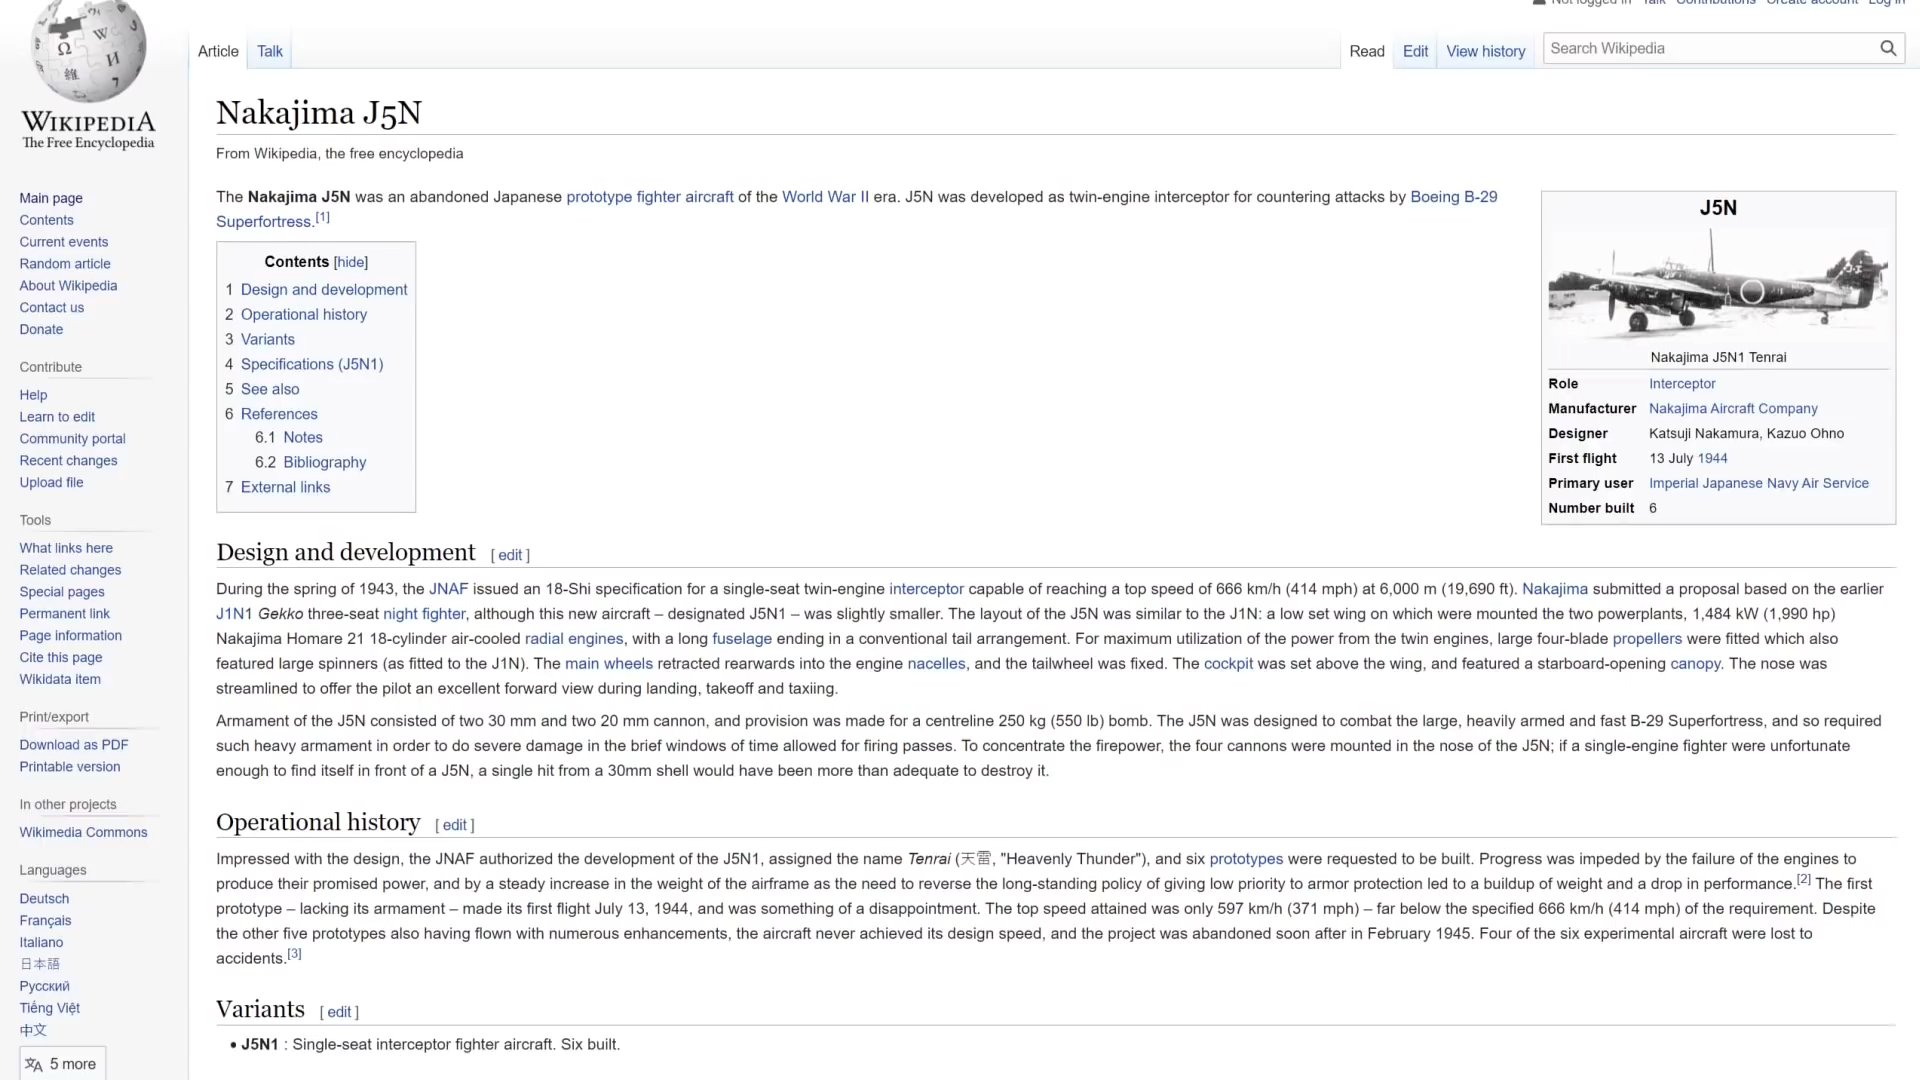 Not logged in Talk Contributions Create account Log in
Article Talk
Read Edit View history Search Wikipedia
WIKIPEDIA
The Free Encyclopedia
Main page
Contents
Current events
Random article
About Wikipedia
Contact us
Donate
Contribute
Help
Learn to edit
Community portal
Recent changes
Upload file
Tools
What links here
Related changes
Special pages
Permanent link
Page information
Cite this page
Wikidata item
Print/export
Download as PDF
Printable version
In other projects
Wikimedia Commons
Languages
Deutsch
Français
Italiano
日本語
Русский
Tiếng Việt
中文
5 more
Nakajima J5N
From Wikipedia, the free encyclopedia
The Nakajima J5N was an abandoned Japanese prototype fighter aircraft of the World War II era. J5N was developed as twin-engine interceptor for countering attacks by Boeing B-29
Superfortress.[1]
Contents [hide]
1 Design and development
2 Operational history
3 Variants
4 Specifications (J5N1)
5 See also
6 References
6.1 Notes
6.2 Bibliography
7 External links
J5N
Nakajima J5N1 Tenrai
Role Interceptor
Manufacturer Nakajima Aircraft Company
Designer Katsuji Nakamura, Kazuo Ohno
First flight 13 July 1944
Primary user Imperial Japanese Navy Air Service
Number built 6
Design and development [ edit ]
During the spring of 1943, the JNAF issued an 18-Shi specification for a single-seat twin-engine interceptor capable of reaching a top speed of 666 km/h (414 mph) at 6,000 m (19,690 ft). Nakajima submitted a proposal based on the earlier
J1N1 Gekko three-seat night fighter, although this new aircraft – designated J5N1 – was slightly smaller. The layout of the J5N was similar to the J1N: a low set wing on which were mounted the two powerplants, 1,484 kW (1,990 hp)
Nakajima Homare 21 18-cylinder air-cooled radial engines, with a long fuselage ending in a conventional tail arrangement. For maximum utilization of the power from the twin engines, large four-blade propellers were fitted which also
featured large spinners (as fitted to the J1N). The main wheels retracted rearwards into the engine nacelles, and the tailwheel was fixed. The cockpit was set above the wing, and featured a starboard-opening canopy. The nose was
streamlined to offer the pilot an excellent forward view during landing, takeoff and taxiing.
Armament of the J5N consisted of two 30 mm and two 20 mm cannon, and provision was made for a centreline 250 kg (550 lb) bomb. The J5N was designed to combat the large, heavily armed and fast B-29 Superfortress, and so required
such heavy armament in order to do severe damage in the brief windows of time allowed for firing passes. To concentrate the firepower, the four cannons were mounted in the nose of the J5N; if a single-engine fighter were unfortunate
enough to find itself in front of a J5N, a single hit from a 30mm shell would have been more than adequate to destroy it.
Operational history [ edit ]
Impressed with the design, the JNAF authorized the development of the J5N1, assigned the name Tenrai (天雷, "Heavenly Thunder"), and six prototypes were requested to be built. Progress was impeded by the failure of the engines to
produce their promised power, and by a steady increase in the weight of the airframe as the need to reverse the long-standing policy of giving low priority to armor protection led to a buildup of weight and a drop in performance.[2] The first
prototype – lacking its armament – made its first flight July 13, 1944, and was something of a disappointment. The top speed attained was only 597 km/h (371 mph) – far below the specified 666 km/h (414 mph) of the requirement. Despite
the other five prototypes also having flown with numerous enhancements, the aircraft never achieved its design speed, and the project was abandoned soon after in February 1945. Four of the six experimental aircraft were lost to
accidents.[3]
Variants [ edit ]
• J5N1 : Single-seat interceptor fighter aircraft. Six built.